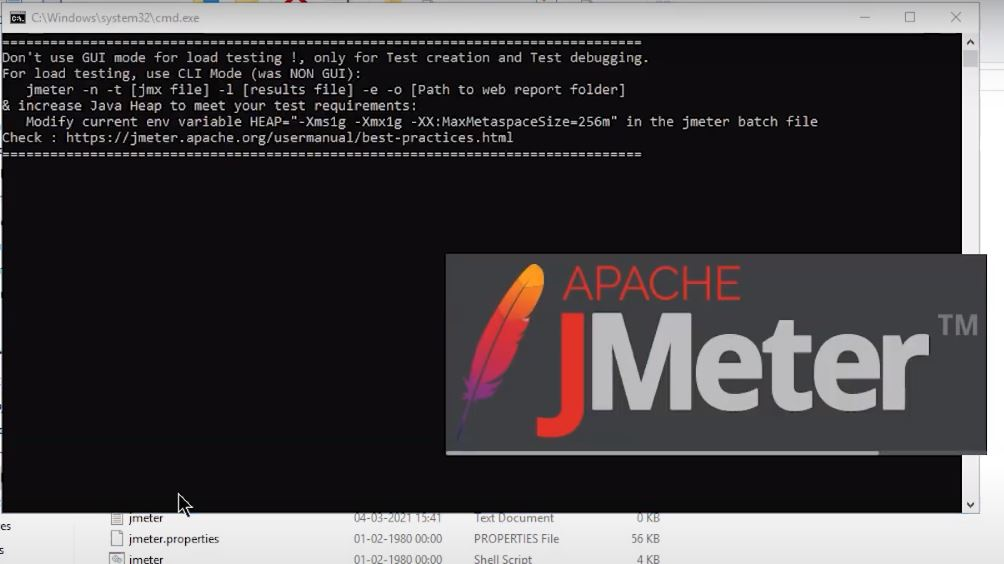 C:\Windows\system32\cmd.exe
================================================================================
Don't use GUI mode for load testing !, only for Test creation and Test debugging.
For load testing, use CLI Mode (was NON GUI):
   jmeter -n -t [jmx file] -l [results file] -e -o [Path to web report folder]
& increase Java Heap to meet your test requirements:
   Modify current env variable HEAP="-Xms1g -Xmx1g -XX:MaxMetaspaceSize=256m" in the jmeter batch file
Check : https://jmeter.apache.org/usermanual/best-practices.html
================================================================================
APACHE
JMeter TM
jmeter 04-03-2021 15:41 Text Document 0 KB
jmeter.properties 01-02-1980 00:00 PROPERTIES File 56 KB
jmeter 01-02-1980 00:00 Shell Script 4 KB